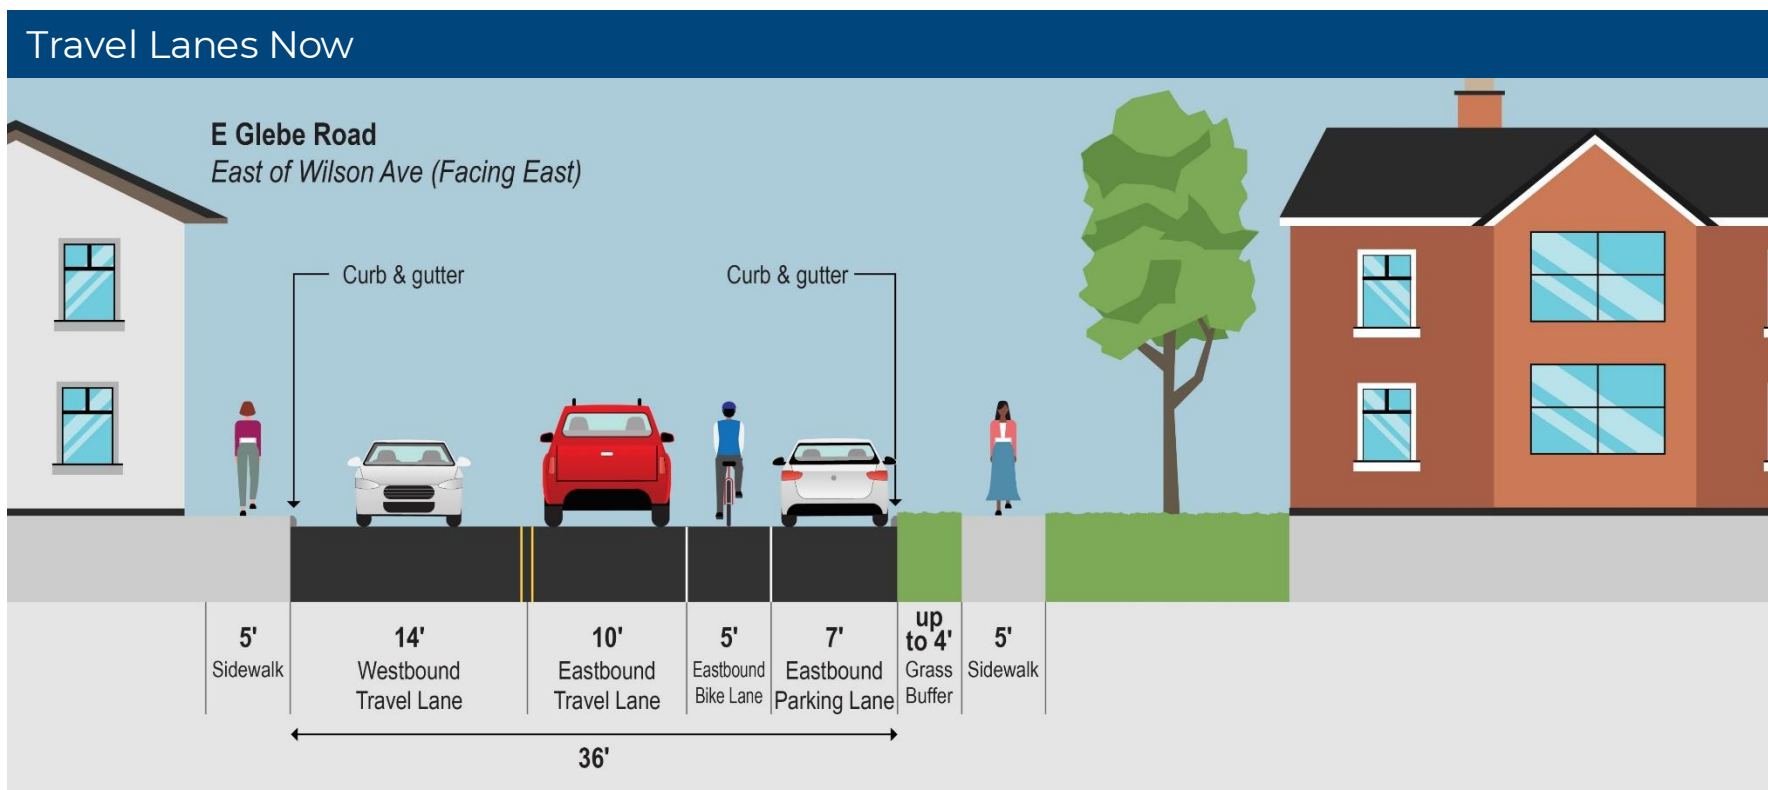 Travel Lanes Now
E Glebe Road
East of Wilson Ave (Facing East)
Curb & gutter
Curb & gutter
5'
Sidewalk
14'
Westbound
Travel Lane
10'
Eastbound
Travel Lane
5'
Eastbound
Bike Lane
7'
Eastbound
Parking Lane
up
to 4'
Grass
Buffer
5'
Sidewalk
36'